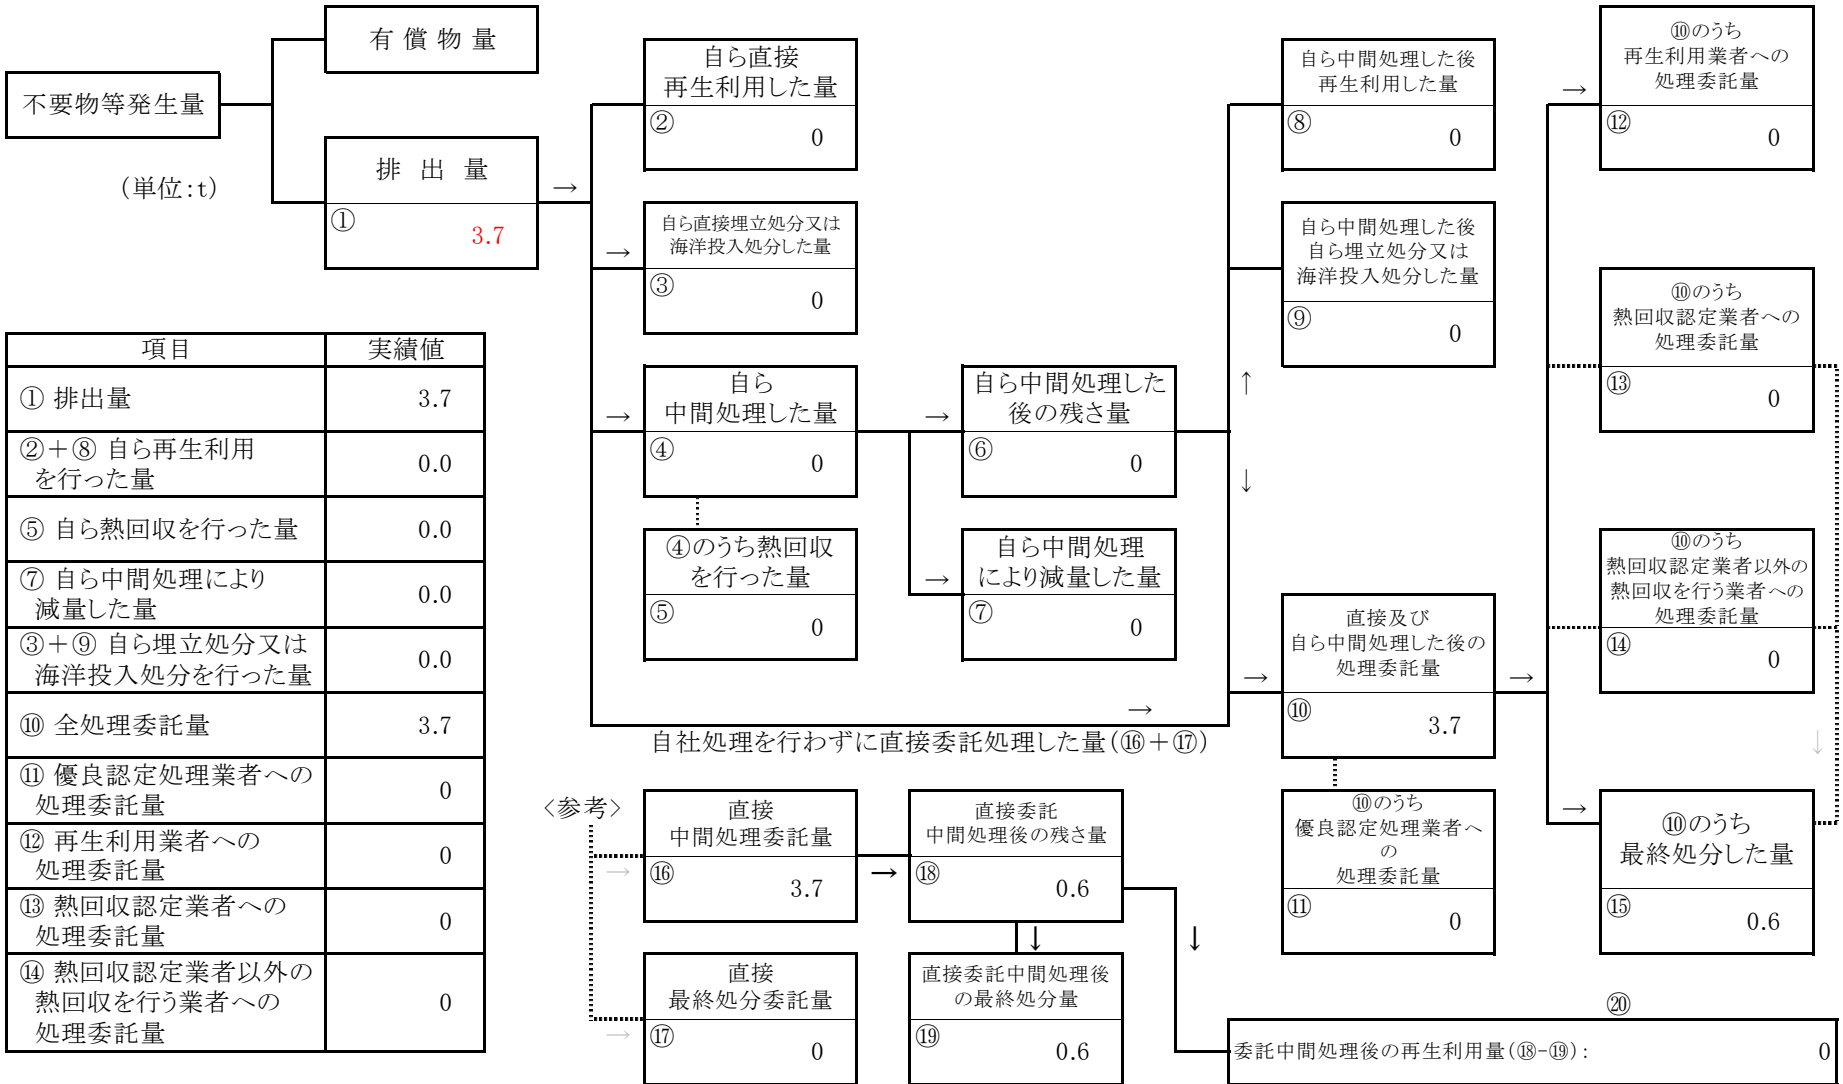 有償物量
不要物等発生量
(単位:t)
排出量
①
3.7
→
自ら直接
再生利用した量
②
0
→
自ら直接埋立処分又は
海洋投入処分した量
③
0
→
自ら
中間処理した量
④
0
④のうち熱回収
を行った量
⑤
0
→
自ら中間処理した
後の残さ量
⑥
0
→
自ら中間処理
により減量した量
⑦
0
自ら中間処理した後
再生利用した量
⑧
0
自ら中間処理した後
自ら埋立処分又は
海洋投入処分した量
⑨
0
↑
↓
→
自社処理を行わずに直接委託処理した量(⑯+⑰)
→
直接及び
自ら中間処理した後の
処理委託量
⑩
3.7
⑩のうち
優良認定処理業者へ
の
処理委託量
⑪
0
→
→
⑩のうち
再生利用業者への
処理委託量
⑫
0
⑩のうち
熱回収認定業者への
処理委託量
⑬
0
⑩のうち
熱回収認定業者以外の
熱回収を行う業者への
処理委託量
⑭
0
↓
→
⑩のうち
最終処分した量
⑮
0.6
項目 実績値
① 排出量 3.7
②+⑧ 自ら再生利用
を行った量 0.0
⑤ 自ら熱回収を行った量 0.0
⑦ 自ら中間処理により
減量した量 0.0
③+⑨ 自ら埋立処分又は
海洋投入処分を行った量 0.0
⑩ 全処理委託量 3.7
⑪ 優良認定処理業者への
処理委託量 0
⑫ 再生利用業者への
処理委託量 0
⑬ 熱回収認定業者への
処理委託量 0
⑭ 熱回収認定業者以外の
熱回収を行う業者への
処理委託量 0
<参考>
→
直接
中間処理委託量
⑯
3.7
→
直接委託
中間処理後の残さ量
⑱
0.6
↓
↓
→
直接
最終処分委託量
⑰
0
直接委託中間処理後
の最終処分量
⑲
0.6
⑳
委託中間処理後の再生利用量(⑱-⑲): 0